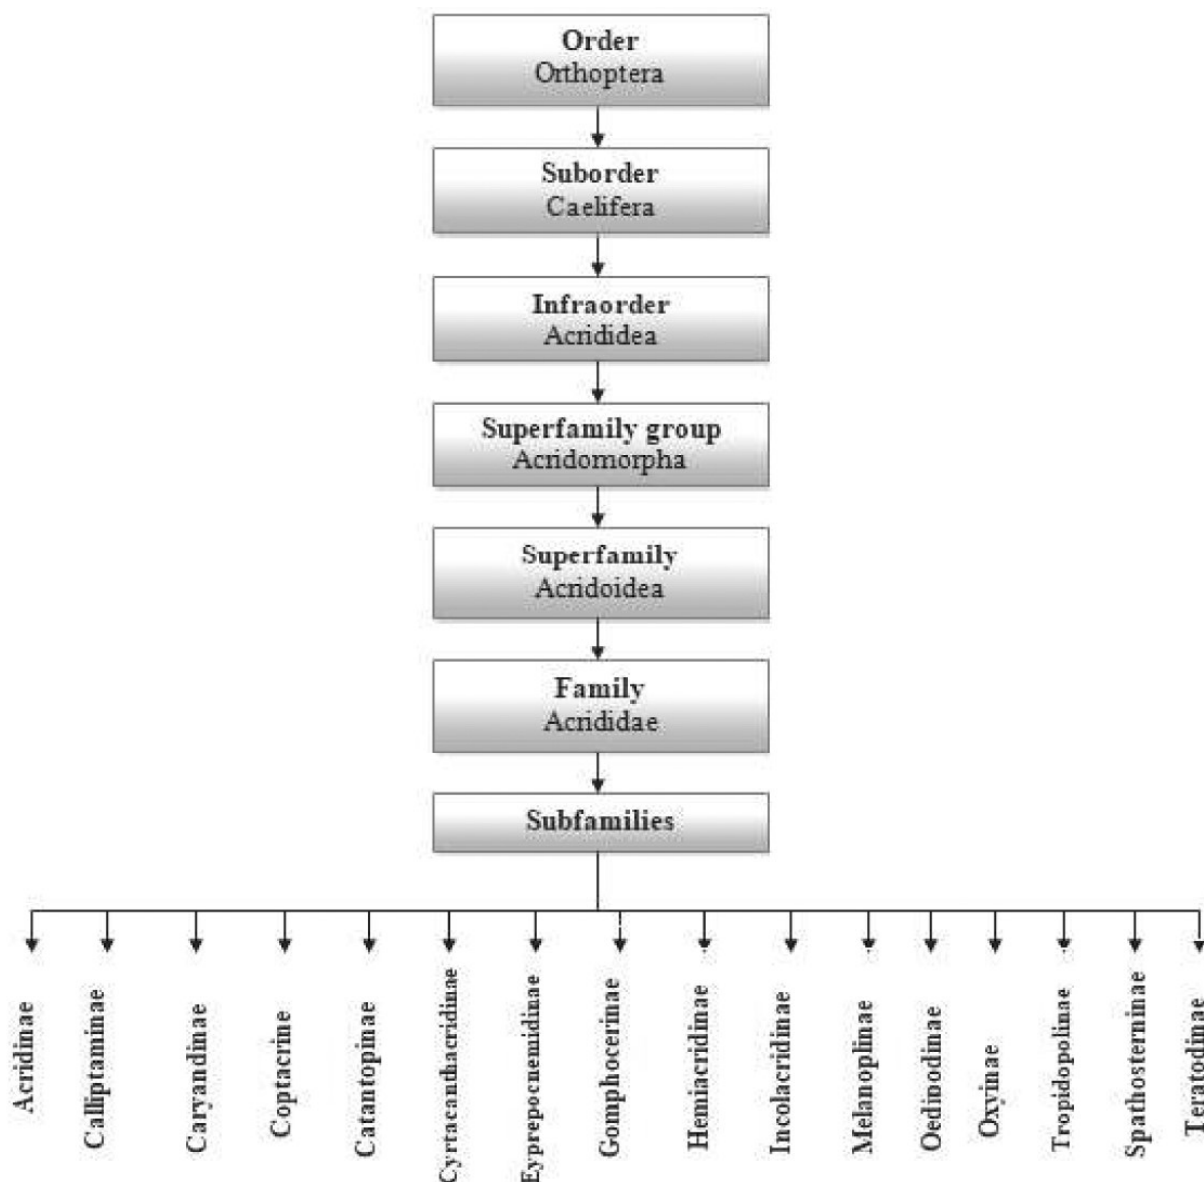 Order
Orthoptera
Suborder
Caelifera
Infraorder
Acrididea
Superfamily group
Acridomorpha
Superfamily
Acridoidea
Family
Acrididae
Subfamilies
Acridinae
Calliptaminae
Caryandinae
Coptacrine
Catantopinae
Cyrtacanthacridinae
Eyprepocnemidinae
Gomphocerinae
Hemiacridinae
Incolacridinae
Melanoplinae
Oedipodinae
Oxyinae
Tropidopolinae
Spathosterninae
Teratodinae